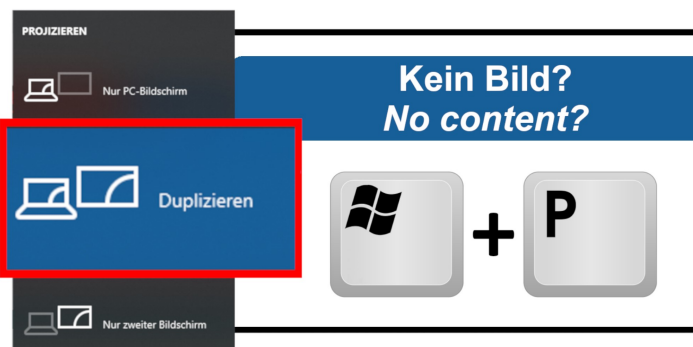 PROJIZIEREN
Nur PC-Bildschirm
Duplizieren
Nur zweiter Bildschirm
Kein Bild?
No content?
+ P